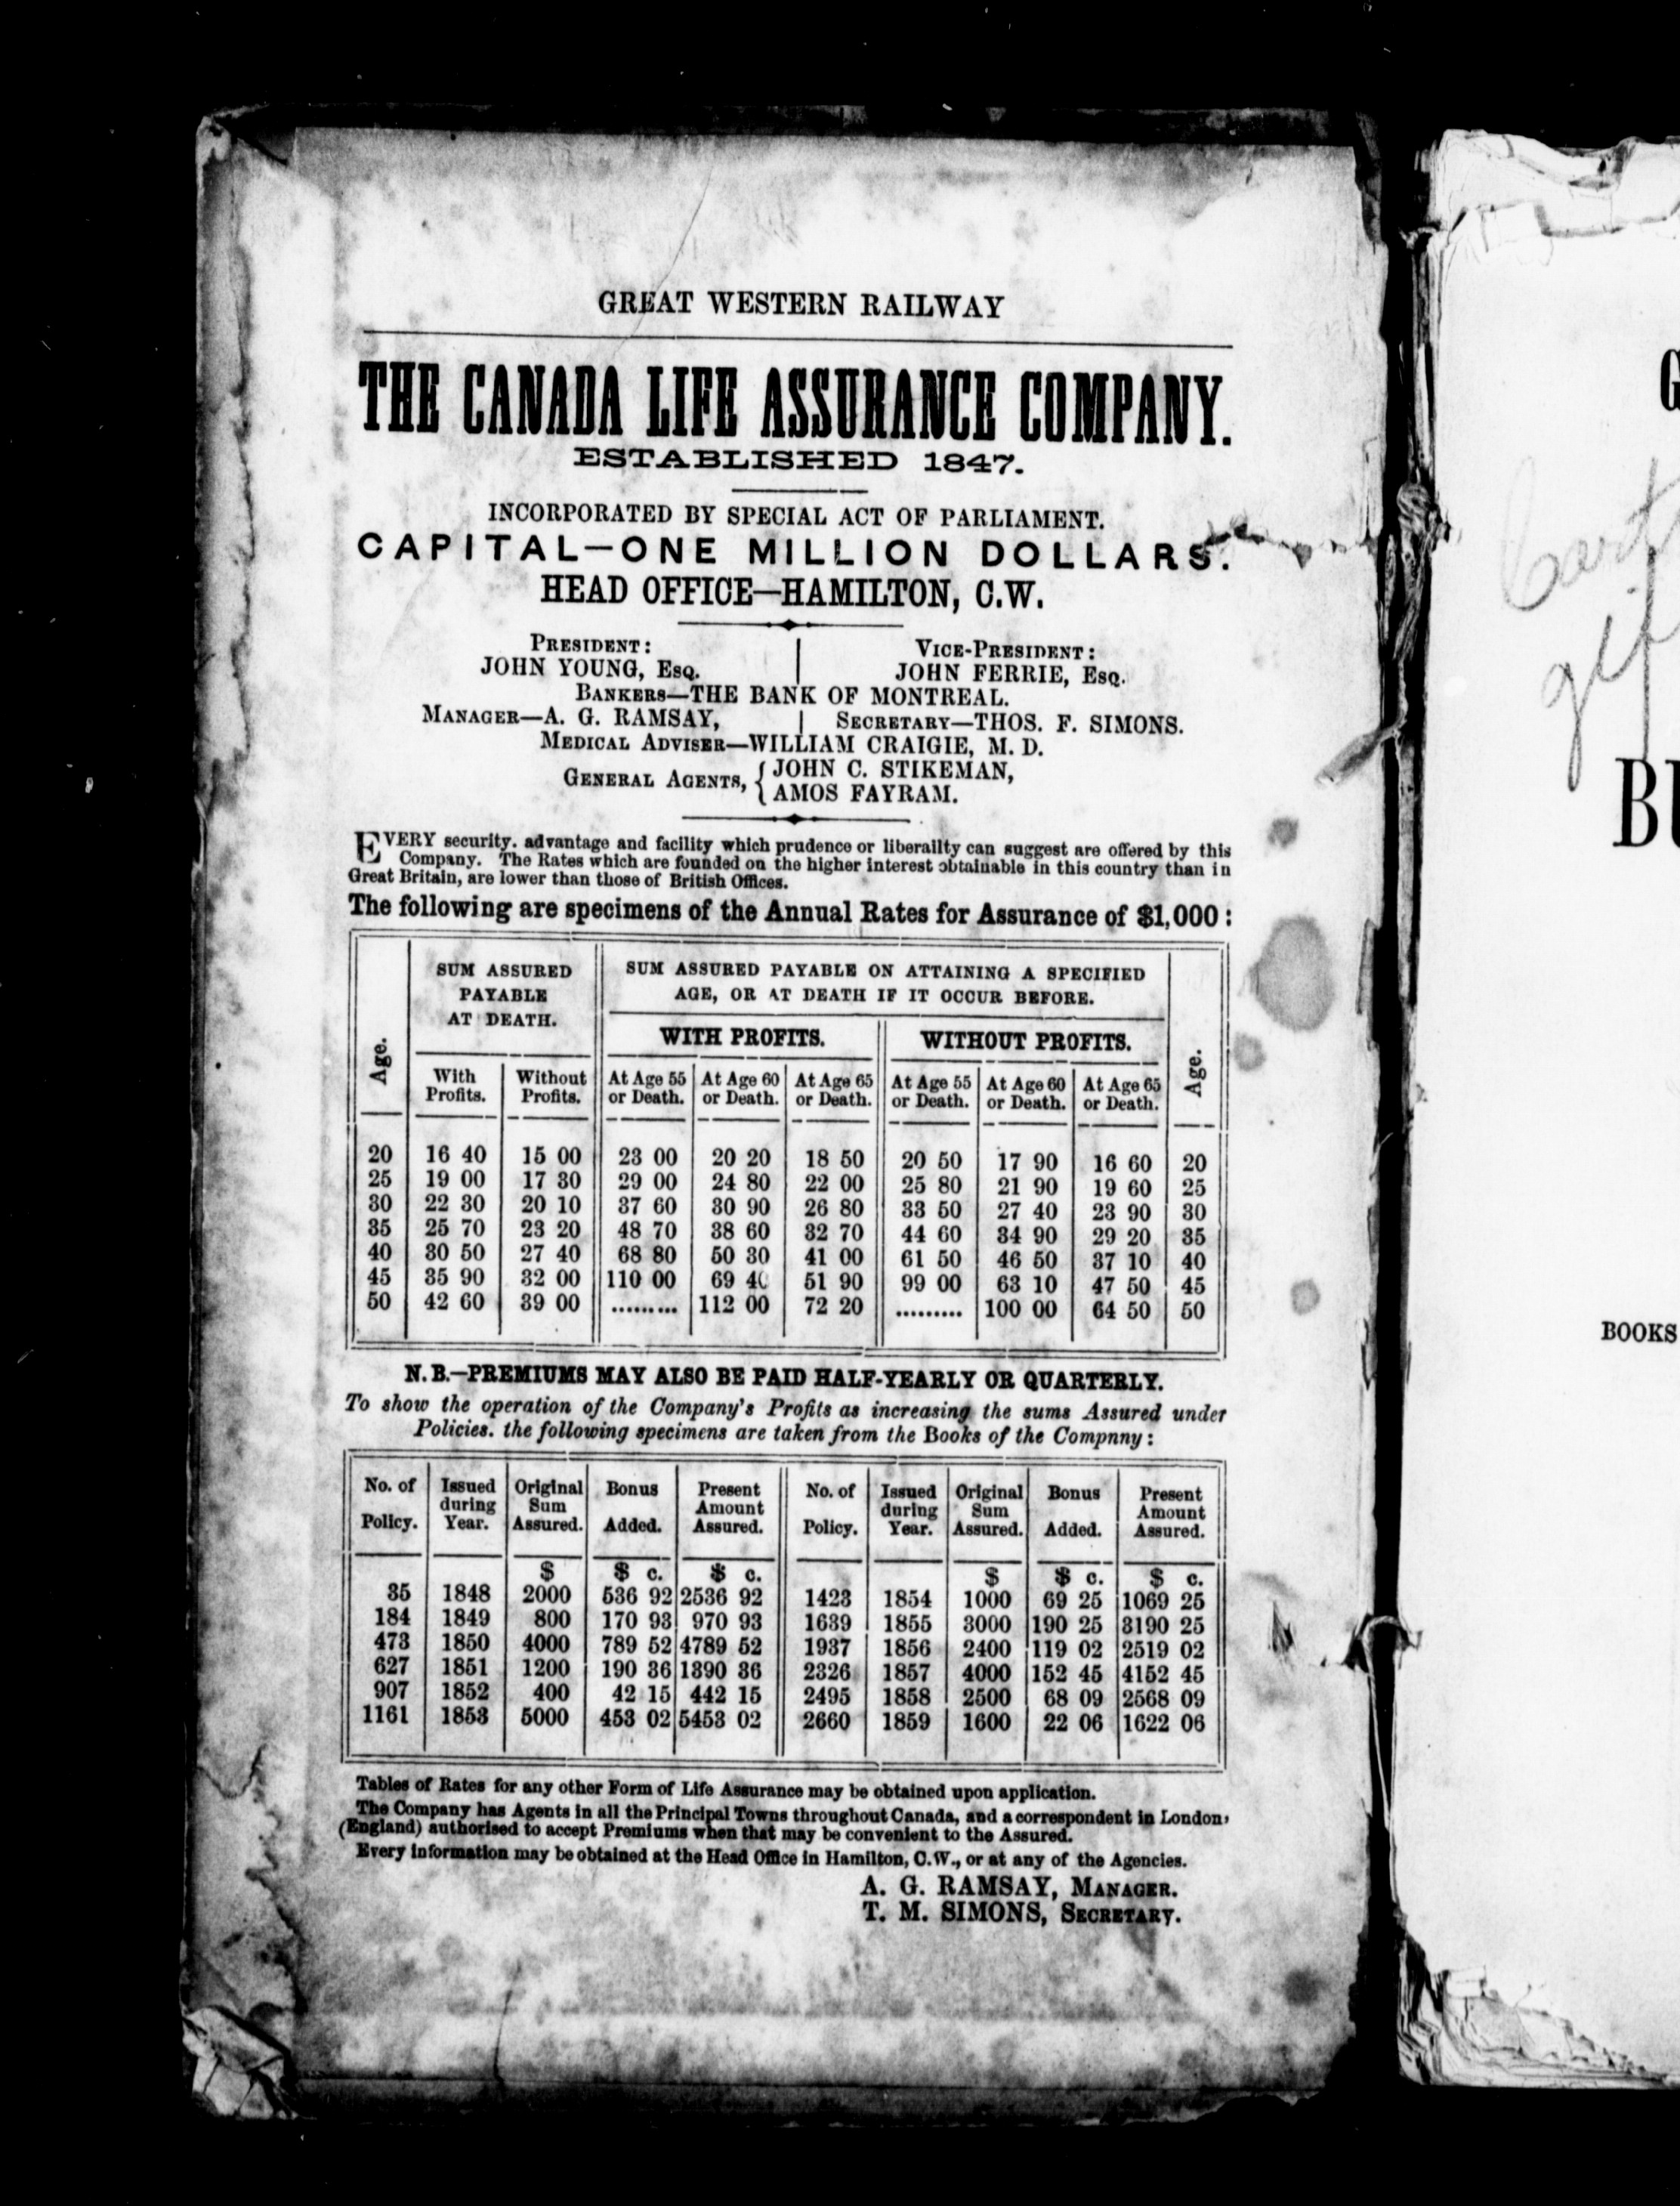 GREAT WESTERN RAILWAY
THE CANADA LIFE ASSURANCE COMPANY.
ESTABLISHED 1847.
INCORPORATED BY SPECIAL ACT OF PARLIAMENT.
CAPITAL—ONE MILLION DOLLARS.
HEAD OFFICE—HAMILTON, C.W.
PRESIDENT: | VICE-PRESIDENT:
JOHN YOUNG, ESQ. | JOHN FERRIE, ESQ.
BANKERS—THE BANK OF MONTREAL.
MANAGER—A. G. RAMSAY, | SECRETARY—THOS. F. SIMONS.
MEDICAL ADVISER—WILLIAM CRAIGIE, M. D.
GENERAL AGENTS, { JOHN C. STIKEMAN,
AMOS FAYRAM.
EVERY security. advantage and facility which prudence or liberailty can suggest are offered by this
Company. The Rates which are founded on the higher interest obtainable in this country than in
Great Britain, are lower than those of British Offices.
The following are specimens of the Annual Rates for Assurance of $1,000:
Age. | SUM ASSURED PAYABLE AT DEATH. | SUM ASSURED PAYABLE ON ATTAINING A SPECIFIED AGE, OR AT DEATH IF IT OCCUR BEFORE. | Age.
WITH PROFITS. | WITHOUT PROFITS.
With Profits. | Without Profits. | At Age 55 or Death. | At Age 60 or Death. | At Age 65 or Death. | At Age 55 or Death. | At Age 60 or Death. | At Age 65 or Death.
20 | 16 40 | 15 00 | 23 00 | 20 20 | 18 50 | 20 50 | 17 90 | 16 60 | 20
25 | 19 00 | 17 30 | 29 00 | 24 80 | 22 00 | 25 80 | 21 90 | 19 60 | 25
30 | 22 30 | 20 10 | 37 60 | 30 90 | 26 80 | 33 50 | 27 40 | 23 90 | 30
35 | 25 70 | 23 20 | 48 70 | 38 60 | 32 70 | 44 60 | 34 90 | 29 20 | 35
40 | 30 50 | 27 40 | 68 80 | 50 30 | 41 00 | 61 50 | 46 50 | 37 10 | 40
45 | 35 90 | 32 00 | 110 00 | 69 40 | 51 90 | 99 00 | 63 10 | 47 50 | 45
50 | 42 60 | 39 00 | ......... | 112 00 | 72 20 | ......... | 100 00 | 64 50 | 50
N. B.—PREMIUMS MAY ALSO BE PAID HALF-YEARLY OR QUARTERLY.
To show the operation of the Company's Profits as increasing the sums Assured under
Policies. the following specimens are taken from the Books of the Compnny:
No. of Policy. | Issued during Year. | Original Sum Assured. | Bonus Added. | Present Amount Assured. | No. of Policy. | Issued during Year. | Original Sum Assured. | Bonus Added. | Present Amount Assured.
$ | $ c. | $ c. | $ | $ c. | $ c.
35 | 1848 | 2000 | 536 92 | 2536 92 | 1423 | 1854 | 1000 | 69 25 | 1069 25
184 | 1849 | 800 | 170 93 | 970 93 | 1639 | 1855 | 3000 | 190 25 | 3190 25
473 | 1850 | 4000 | 789 52 | 4789 52 | 1937 | 1856 | 2400 | 119 02 | 2519 02
627 | 1851 | 1200 | 190 36 | 1390 36 | 2326 | 1857 | 4000 | 152 45 | 4152 45
907 | 1852 | 400 | 42 15 | 442 15 | 2495 | 1858 | 2500 | 68 09 | 2568 09
1161 | 1853 | 5000 | 453 02 | 5453 02 | 2660 | 1859 | 1600 | 22 06 | 1622 06
Tables of Rates for any other Form of Life Assurance may be obtained upon application.
The Company has Agents in all the Principal Towns throughout Canada, and a correspondent in London,
(England) authorised to accept Premiums when that may be convenient to the Assured.
Every information may be obtained at the Head Office in Hamilton, C.W., or at any of the Agencies.
A. G. RAMSAY, MANAGER.
T. M. SIMONS, SECRETARY.
BOOKS